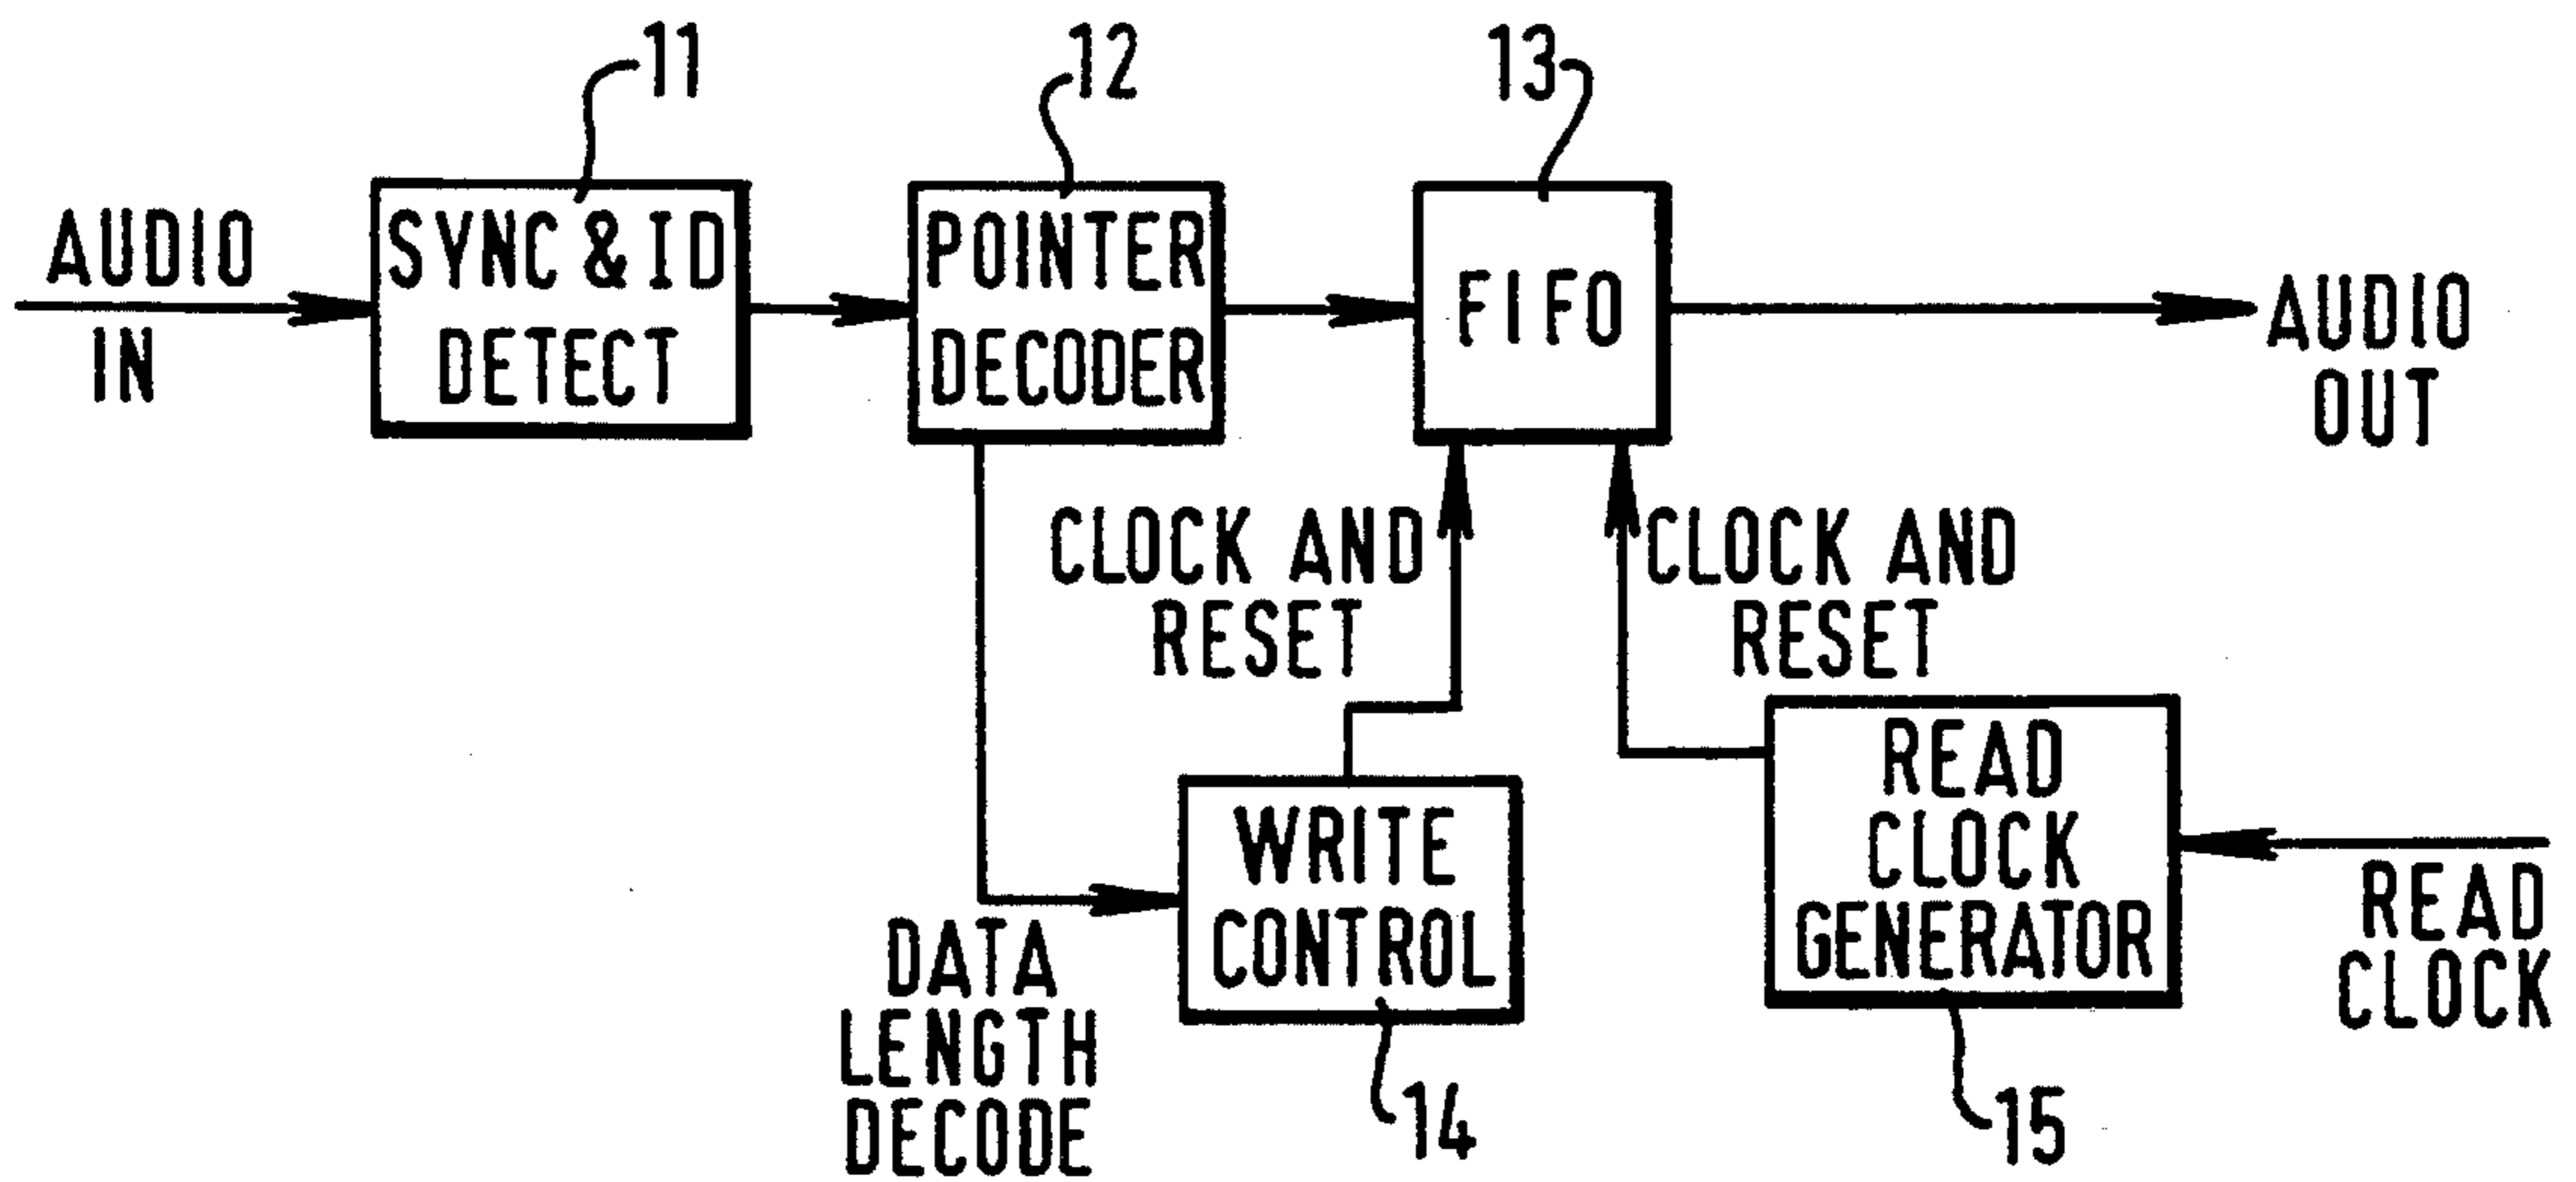 11
12
13
AUDIO
IN
SYNC & ID
DETECT
POINTER
DECODER
FIFO
AUDIO
OUT
CLOCK AND
RESET
CLOCK AND
RESET
WRITE
CONTROL
READ
CLOCK
GENERATOR
READ
CLOCK
DATA
LENGTH
DECODE
14
15